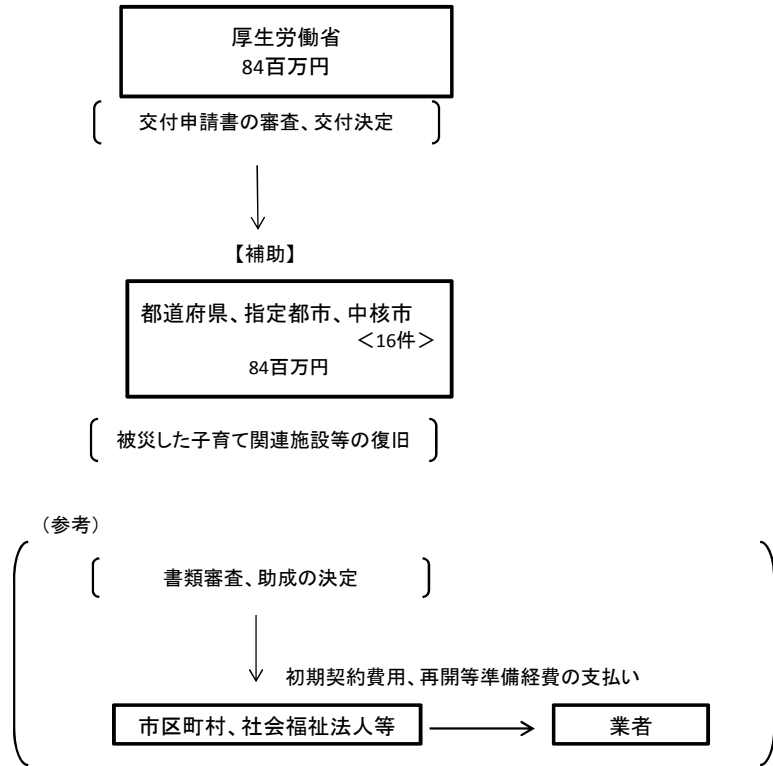 厚生労働省
84百万円
交付申請書の審査、交付決定
【補助】
都道府県、指定都市、中核市
＜16件＞
84百万円
被災した子育て関連施設等の復旧
（参考）
書類審査、助成の決定
初期契約費用、再開等準備経費の支払い
市区町村、社会福祉法人等
業者